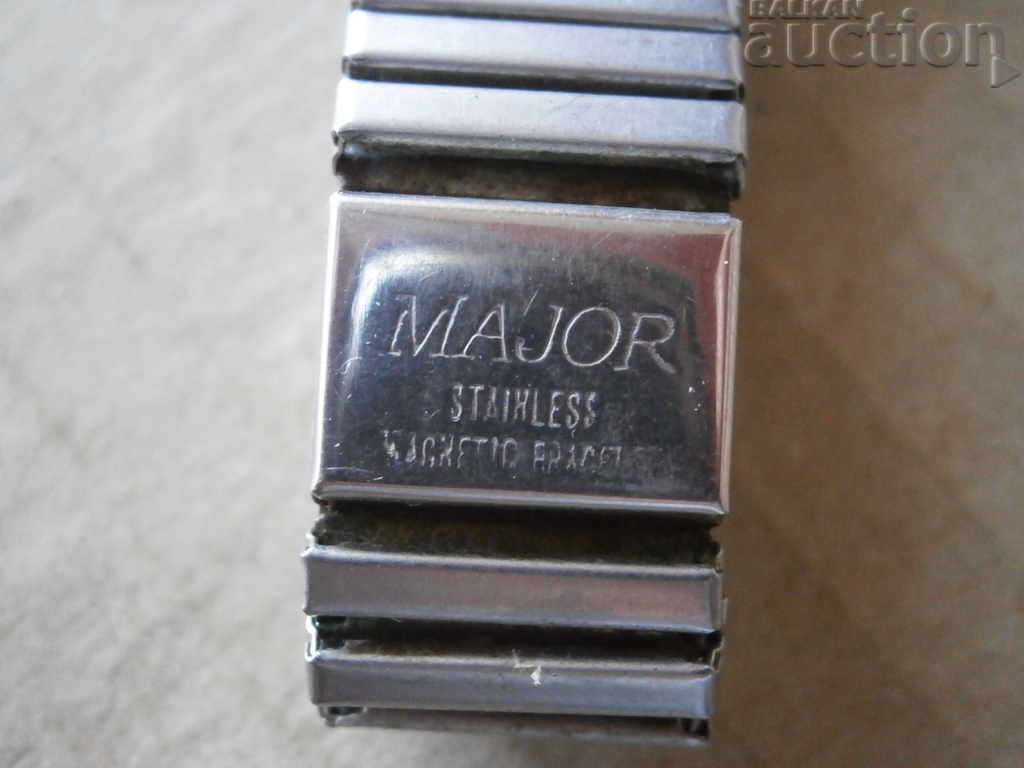 BALKAN
auction
MAJOR
STAINLESS
MAGNETIC BRACELET